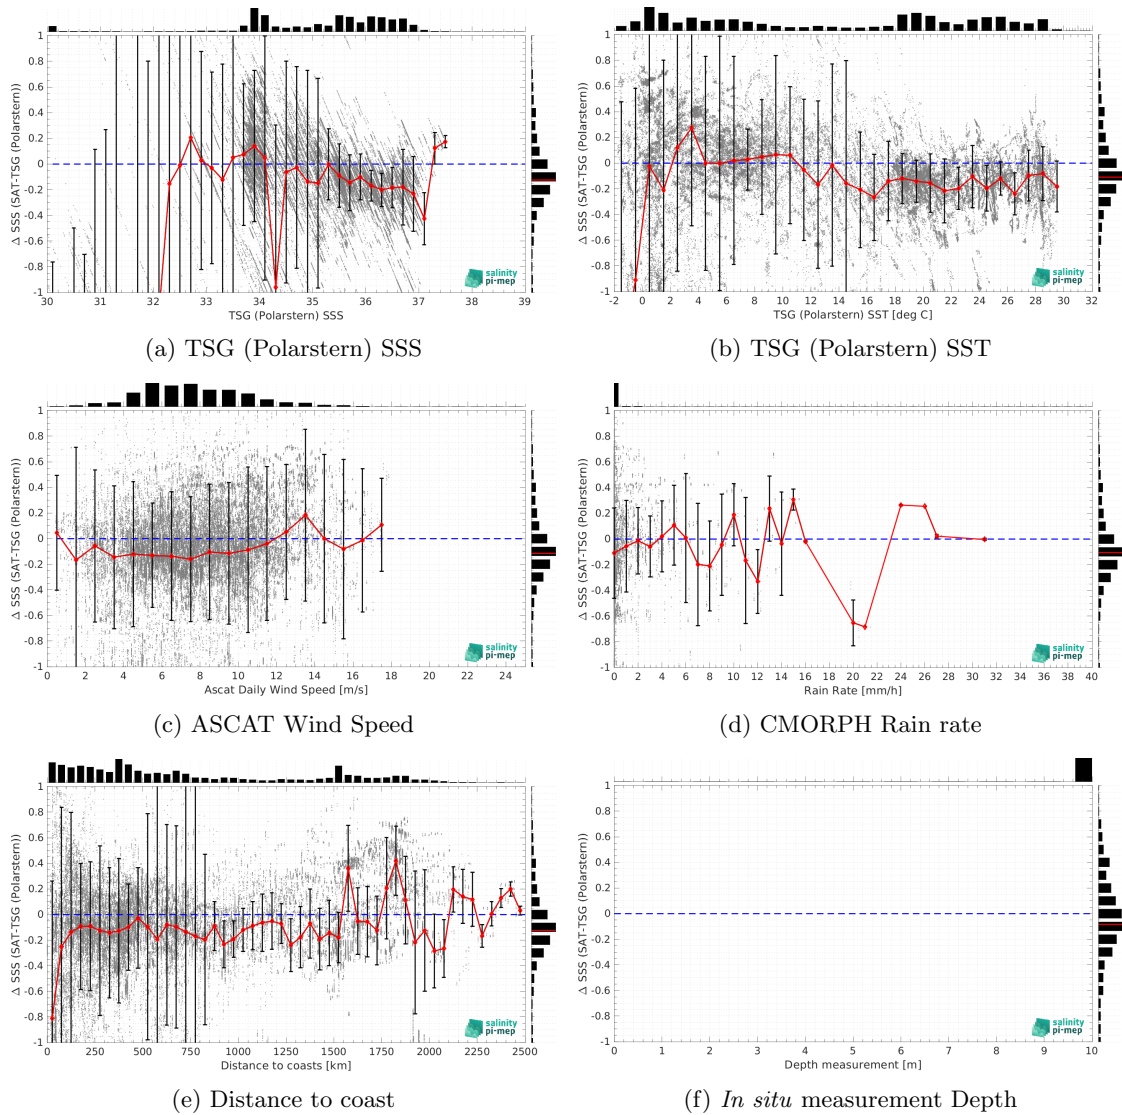 1
0.8
0.6
0.4
0.2
0
-0.2
-0.4
-0.6
-0.8
-1
Δ SSS (SAT-TSG (Polarstern))
salinity
pi-mep
30 31 32 33 34 35 36 37 38 39
TSG (Polarstern) SSS
(a) TSG (Polarstern) SSS
1
0.8
0.6
0.4
0.2
0
-0.2
-0.4
-0.6
-0.8
-1
Δ SSS (SAT-TSG (Polarstern))
salinity
pi-mep
-2 0 2 4 6 8 10 12 14 16 18 20 22 24 26 28 30 32
TSG (Polarstern) SST [deg C]
(b) TSG (Polarstern) SST
1
0.8
0.6
0.4
0.2
0
-0.2
-0.4
-0.6
-0.8
-1
Δ SSS (SAT-TSG (Polarstern))
salinity
pi-mep
0 2 4 6 8 10 12 14 16 18 20 22 24
Ascat Daily Wind Speed [m/s]
(c) ASCAT Wind Speed
1
0.8
0.6
0.4
0.2
0
-0.2
-0.4
-0.6
-0.8
-1
Δ SSS (SAT-TSG (Polarstern))
salinity
pi-mep
0 2 4 6 8 10 12 14 16 18 20 22 24 26 28 30 32 34 36 38 40
Rain Rate [mm/h]
(d) CMORPH Rain rate
1
0.8
0.6
0.4
0.2
0
-0.2
-0.4
-0.6
-0.8
-1
Δ SSS (SAT-TSG (Polarstern))
salinity
pi-mep
0 250 500 750 1000 1250 1500 1750 2000 2250 2500
Distance to coasts [km]
(e) Distance to coast
1
0.8
0.6
0.4
0.2
0
-0.2
-0.4
-0.6
-0.8
-1
Δ SSS (SAT-TSG (Polarstern))
salinity
pi-mep
0 1 2 3 4 5 6 7 8 9 10
Depth measurement [m]
(f) In situ measurement Depth